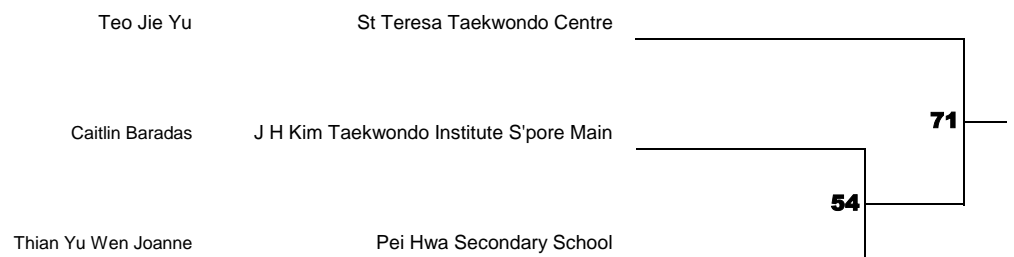 Teo Jie Yu St Teresa Taekwondo Centre
Caitlin Baradas J H Kim Taekwondo Institute S'pore Main
71
54
Thian Yu Wen Joanne Pei Hwa Secondary School